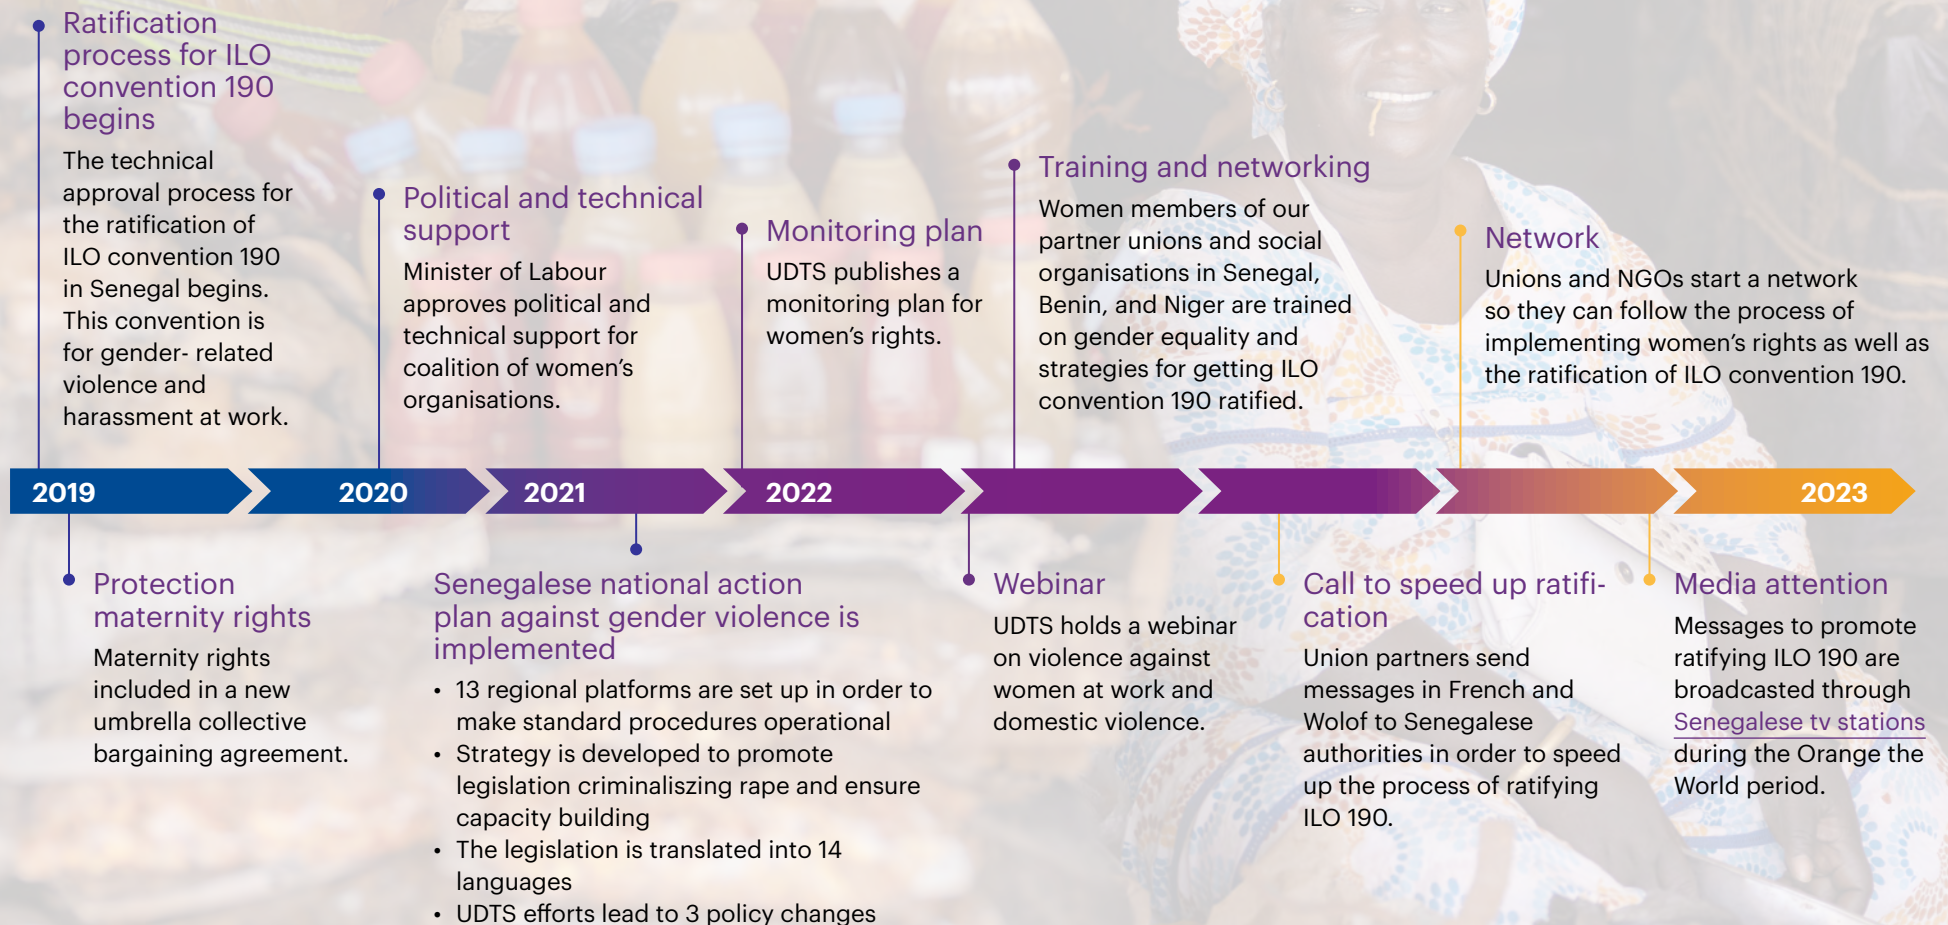 Ratification
process for ILO
convention 190
begins
The technical
approval process for
the ratification of
ILO convention 190
in Senegal begins.
This convention is
for gender- related
violence and
harassment at work.
Political and technical
support
Minister of Labour
approves political and
technical support for
coalition of women's
organisations.
Monitoring plan
UDTS publishes a
monitoring plan for
women's rights.
Training and networking
Women members of our
partner unions and social
organisations in Senegal,
Benin, and Niger are trained
on gender equality and
strategies for getting ILO
convention 190 ratified.
Network
Unions and NGOs start a network
so they can follow the process of
implementing women's rights as well as
the ratification of ILO convention 190.
2019
2020
2021
2022
2023
Protection
maternity rights
Maternity rights
included in a new
umbrella collective
bargaining agreement.
Senegalese national action
plan against gender violence is
implemented
• 13 regional platforms are set up in order to
make standard procedures operational
• Strategy is developed to promote
legislation criminaliszing rape and ensure
capacity building
• The legislation is translated into 14
languages
• UDTS efforts lead to 3 policy changes
Webinar
UDTS holds a webinar
on violence against
women at work and
domestic violence.
Call to speed up ratifi-
cation
Union partners send
messages in French and
Wolof to Senegalese
authorities in order to speed
up the process of ratifying
ILO 190.
Media attention
Messages to promote
ratifying ILO 190 are
broadcasted through
Senegalese tv stations
during the Orange the
World period.